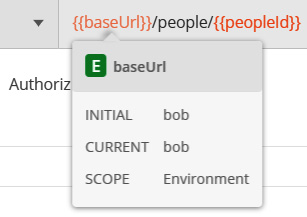 {{baseUrl}}/people/{{peopleId}}
Authoriz
E baseUrl
INITIAL bob
CURRENT bob
SCOPE Environment